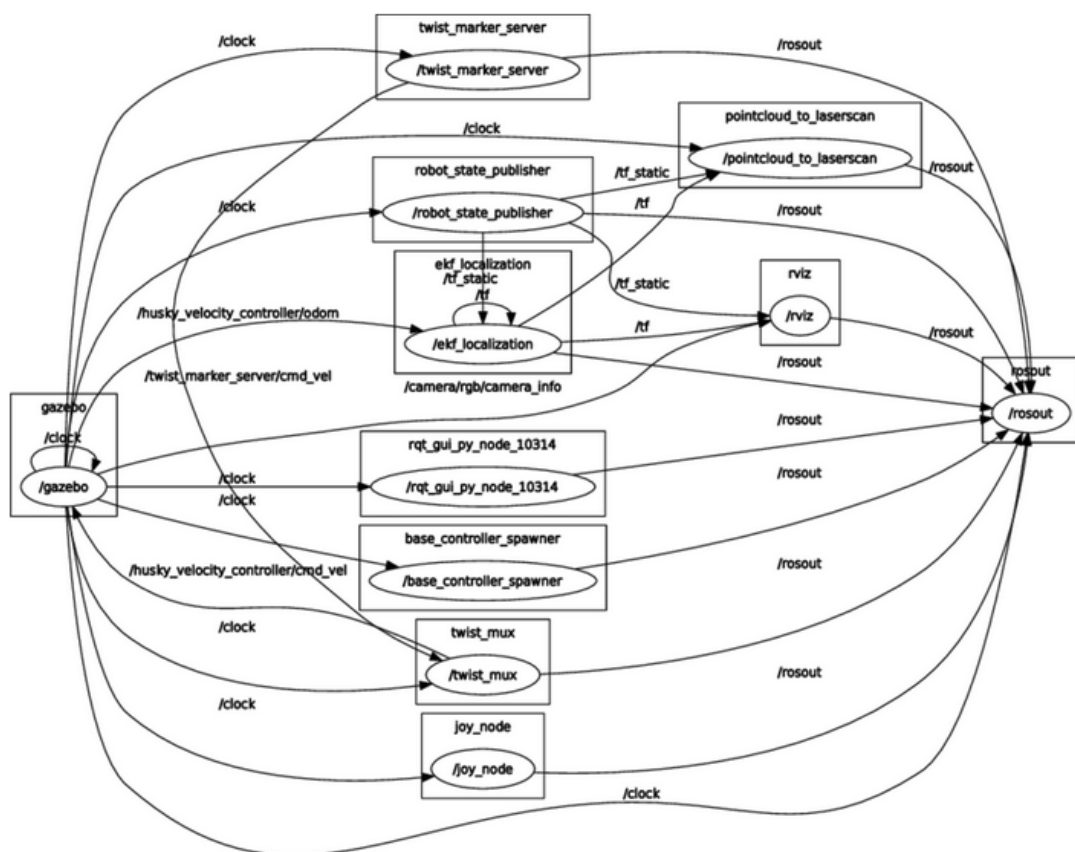 twist_marker_server
/clock
/rosout
/twist_marker_server
pointcloud_to_laserscan
/clock
/pointcloud_to_laserscan
robot_state_publisher
/tf_static
/rosout
/clock
/robot_state_publisher
/tf
/rosout
ekf_localization
/tf_static
/tf_static
rviz
/tf
/husky_velocity_controller/odom
/rviz
/tf
/rosout
/ekf_localization
/rosout
rosout
/twist_marker_server/cmd_vel
/camera/rgb/camera_info
gazebo
/rosout
/clock
rqt_gui_py_node_10314
/rosout
/clock
/gazebo
/rqt_gui_py_node_10314
/rosout
/clock
base_controller_spawner
/husky_velocity_controller/cmd_vel
/base_controller_spawner
/rosout
/clock
twist_mux
/twist_mux
/rosout
/clock
joy_node
/joy_node
/clock